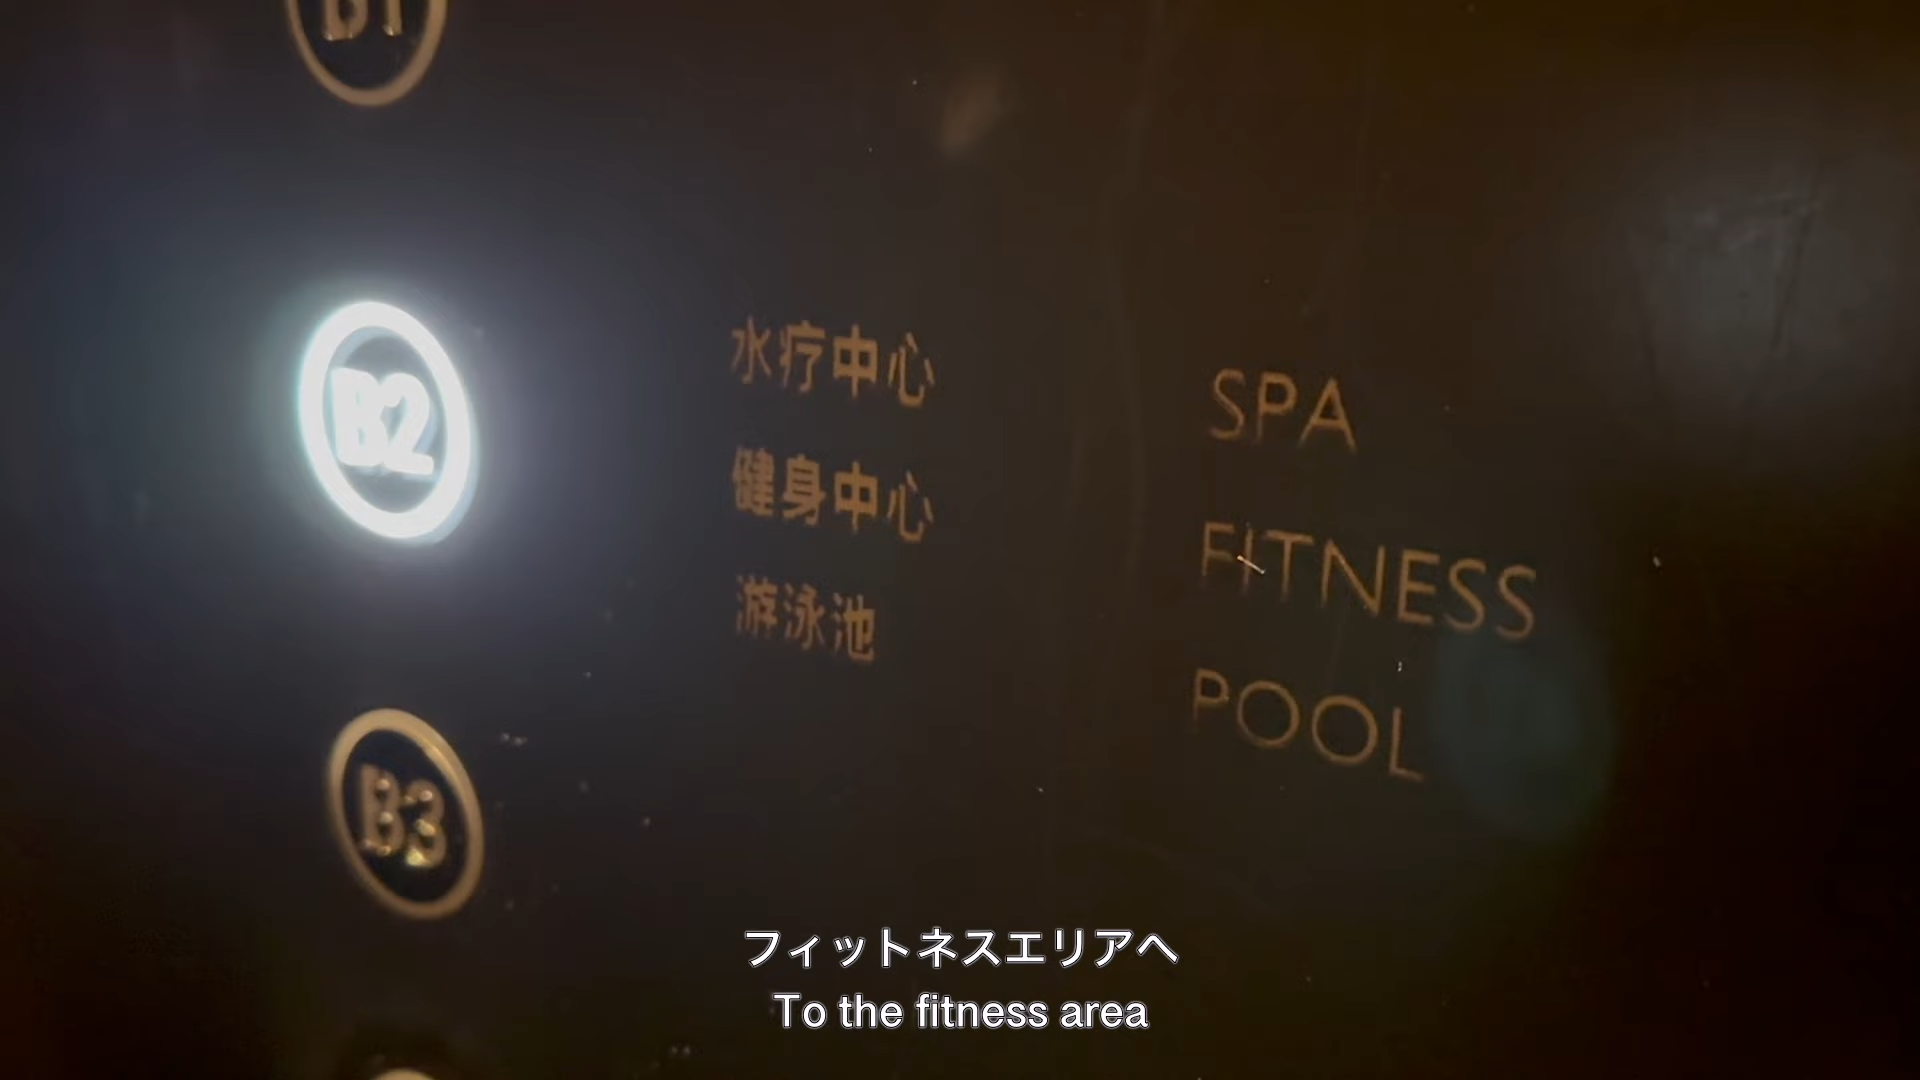 B1
B2
水疗中心
SPA
健身中心
FITNESS
游泳池
POOL
B3
フィットネスエリアへ
To the fitness area